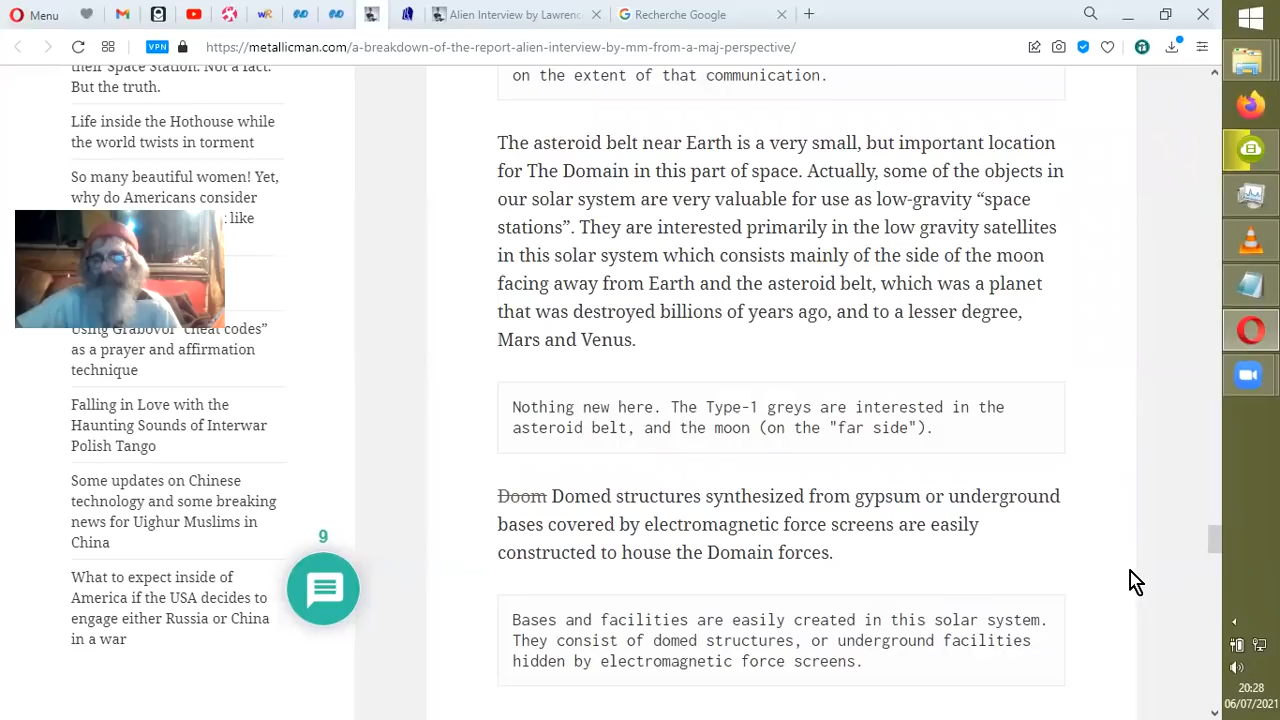 Menu
Alien Interview by Lawrenc
Recherche Google
VPN
https://metallicman.com/a-breakdown-of-the-report-alien-interview-by-mm-from-a-maj-perspective/
their Space Station. Not a fact.
But the truth.
Life inside the Hothouse while
the world twists in torment
So many beautiful women! Yet,
why do Americans consider
like
Using Grabovoi “cheat codes”
as a prayer and affirmation
technique
Falling in Love with the
Haunting Sounds of Interwar
Polish Tango
Some updates on Chinese
technology and some breaking
news for Uighur Muslims in
China
What to expect inside of
America if the USA decides to
engage either Russia or China
in a war
9
on the extent of that communication.
The asteroid belt near Earth is a very small, but important location
for The Domain in this part of space. Actually, some of the objects in
our solar system are very valuable for use as low-gravity “space
stations”. They are interested primarily in the low gravity satellites
in this solar system which consists mainly of the side of the moon
facing away from Earth and the asteroid belt, which was a planet
that was destroyed billions of years ago, and to a lesser degree,
Mars and Venus.
Nothing new here. The Type-1 greys are interested in the
asteroid belt, and the moon (on the "far side").
Doom Domed structures synthesized from gypsum or underground
bases covered by electromagnetic force screens are easily
constructed to house the Domain forces.
Bases and facilities are easily created in this solar system.
They consist of domed structures, or underground facilities
hidden by electromagnetic force screens.
20:28
06/07/2021